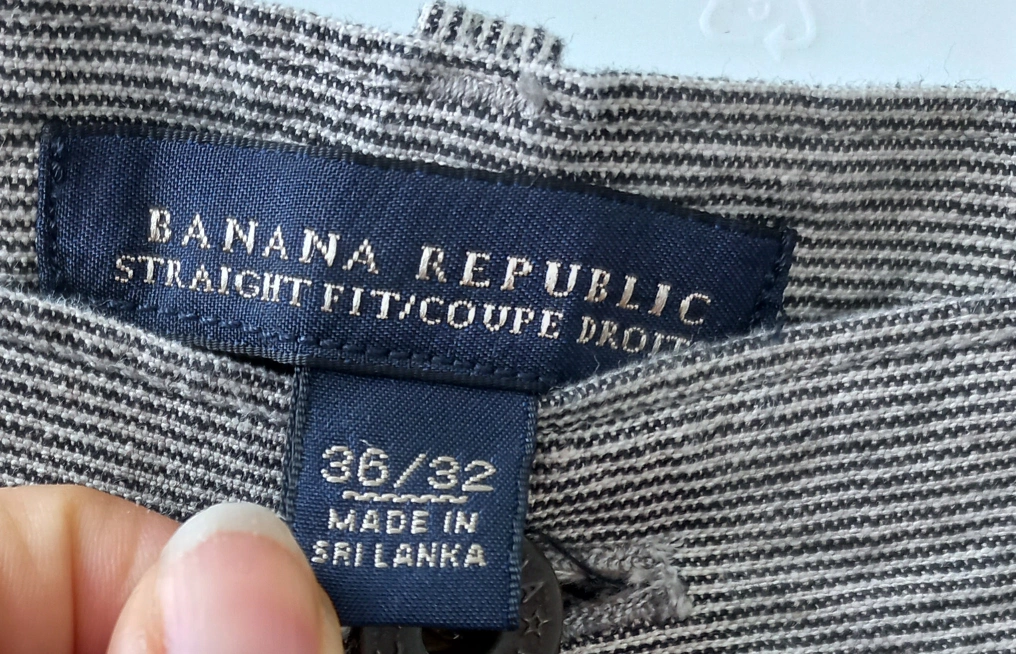 BANANA REPUBLIC
STRAIGHT FIT/COUPE DROIT
36/32
MADE IN
SRI LANKA